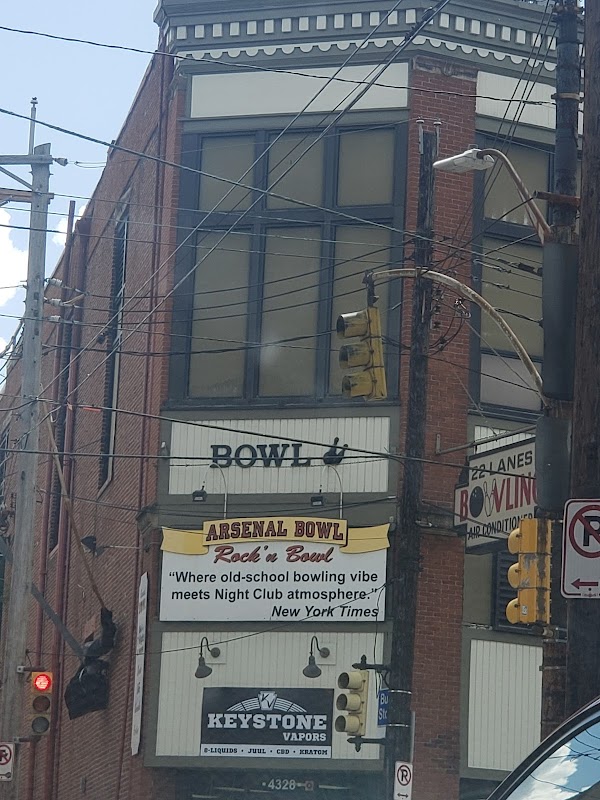 BOWL
22 LANES
BOWLING
AIR CONDITIONED
ARSENAL BOWL
Rock'n Bowl
"Where old-school bowling vibe
meets Night Club atmosphere."
New York Times
KEYSTONE
VAPORS
E-LIQUIDS • JUUL • CBD • KRATOM
4328